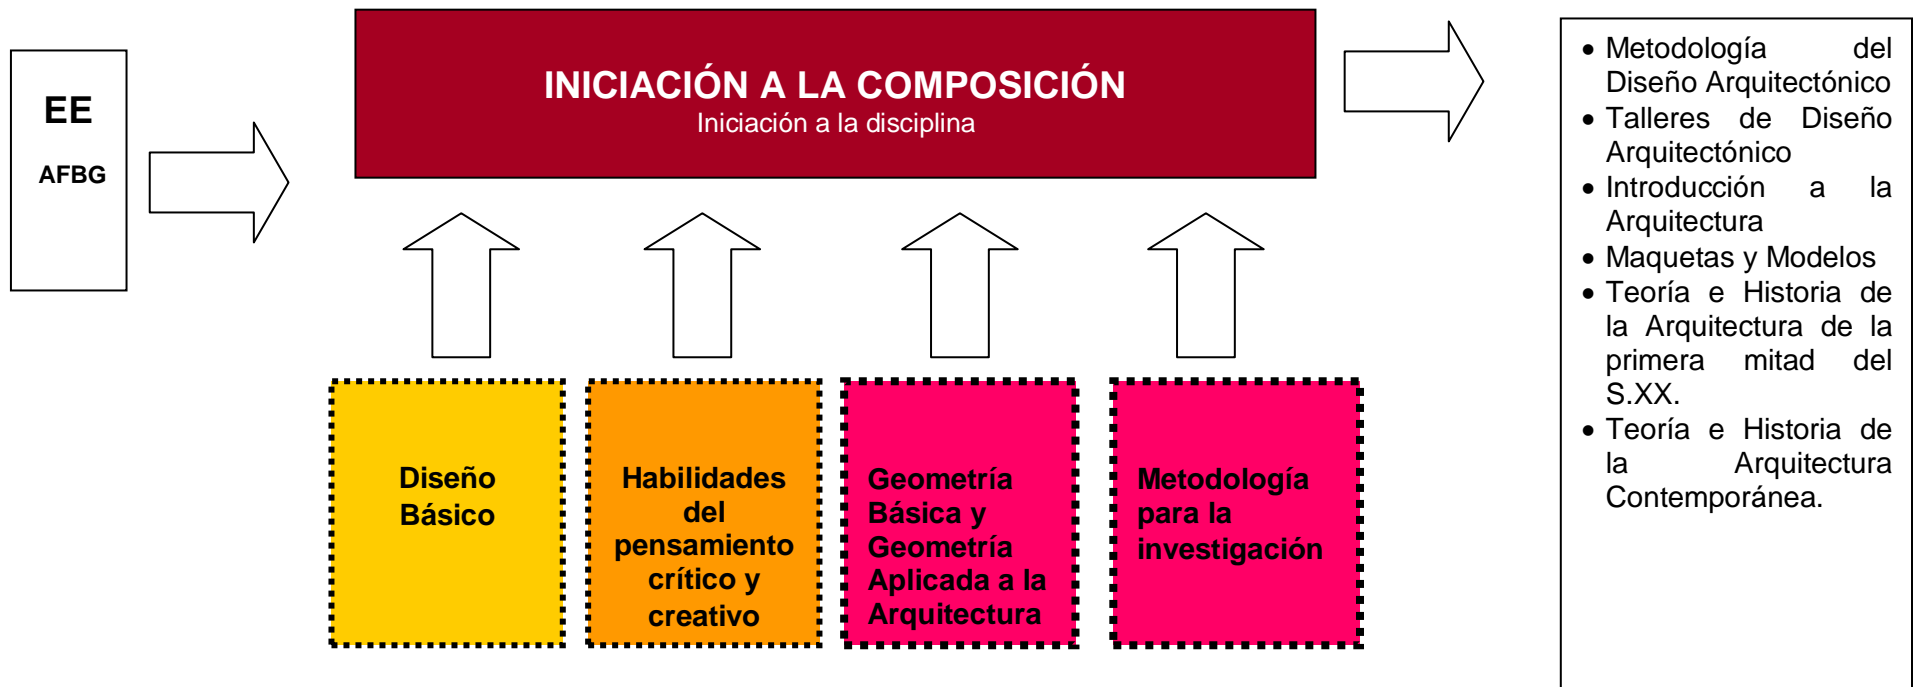 EE
AFBG
INICIACIÓN A LA COMPOSICIÓN
Iniciación a la disciplina
Diseño
Básico
Habilidades
del
pensamiento
crítico y
creativo
Geometría
Básica y
Geometría
Aplicada a la
Arquitectura
Metodología
para la
investigación
• Metodología del
Diseño Arquitectónico
• Talleres de Diseño
Arquitectónico
• Introducción a la
Arquitectura
• Maquetas y Modelos
• Teoría e Historia de
la Arquitectura de la
primera mitad del
S.XX.
• Teoría e Historia de
la Arquitectura
Contemporánea.